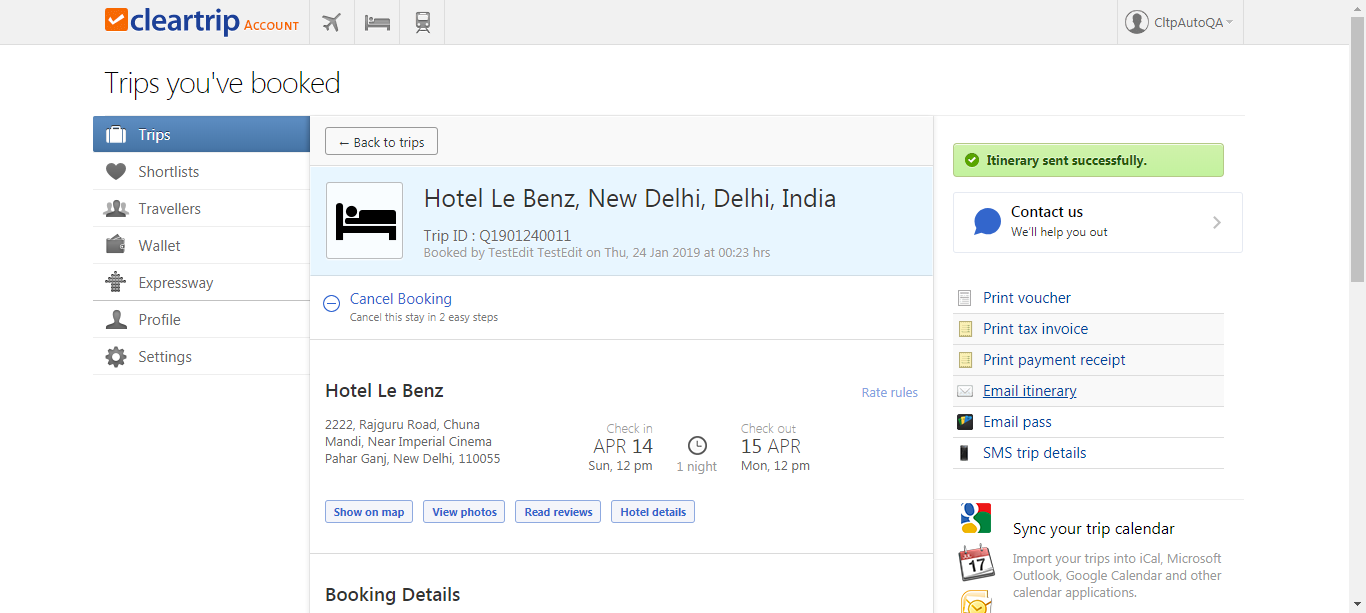 cleartrip ACCOUNT
CltpAutoQA
Trips you've booked
Trips
Shortlists
Travellers
Wallet
Expressway
Profile
Settings
← Back to trips
Hotel Le Benz, New Delhi, Delhi, India
Trip ID : Q1901240011
Booked by TestEdit TestEdit on Thu, 24 Jan 2019 at 00:23 hrs
Cancel Booking
Cancel this stay in 2 easy steps
Hotel Le Benz
Rate rules
2222, Rajguru Road, Chuna
Mandi, Near Imperial Cinema
Pahar Ganj, New Delhi, 110055
Check in
APR 14
Sun, 12 pm
1 night
Check out
15 APR
Mon, 12 pm
Show on map
View photos
Read reviews
Hotel details
Booking Details
Itinerary sent successfully.
Contact us
We'll help you out
Print voucher
Print tax invoice
Print payment receipt
Email itinerary
Email pass
SMS trip details
17
Sync your trip calendar
Import your trips into iCal, Microsoft
Outlook, Google Calendar and other
calendar applications.